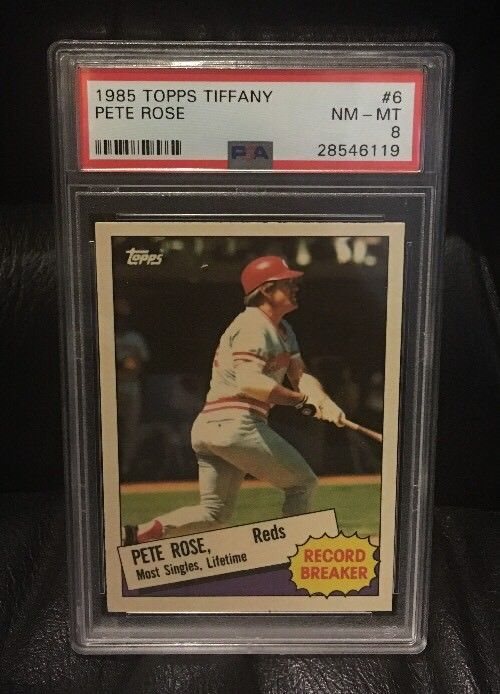 1985 TOPPS TIFFANY #6
PETE ROSE NM - MT
8
PSA 28546119
topps
PETE ROSE, Reds
Most Singles, Lifetime
RECORD
BREAKER